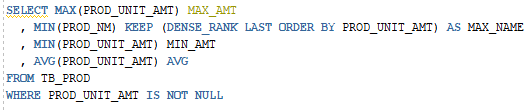 SELECT MAX(PROD_UNIT_AMT) MAX_AMT
, MIN(PROD_NM) KEEP (DENSE_RANK LAST ORDER BY PROD_UNIT_AMT) AS MAX_NAME
, MIN(PROD_UNIT_AMT) MIN_AMT
, AVG(PROD_UNIT_AMT) AVG
FROM TB_PROD
WHERE PROD_UNIT_AMT IS NOT NULL